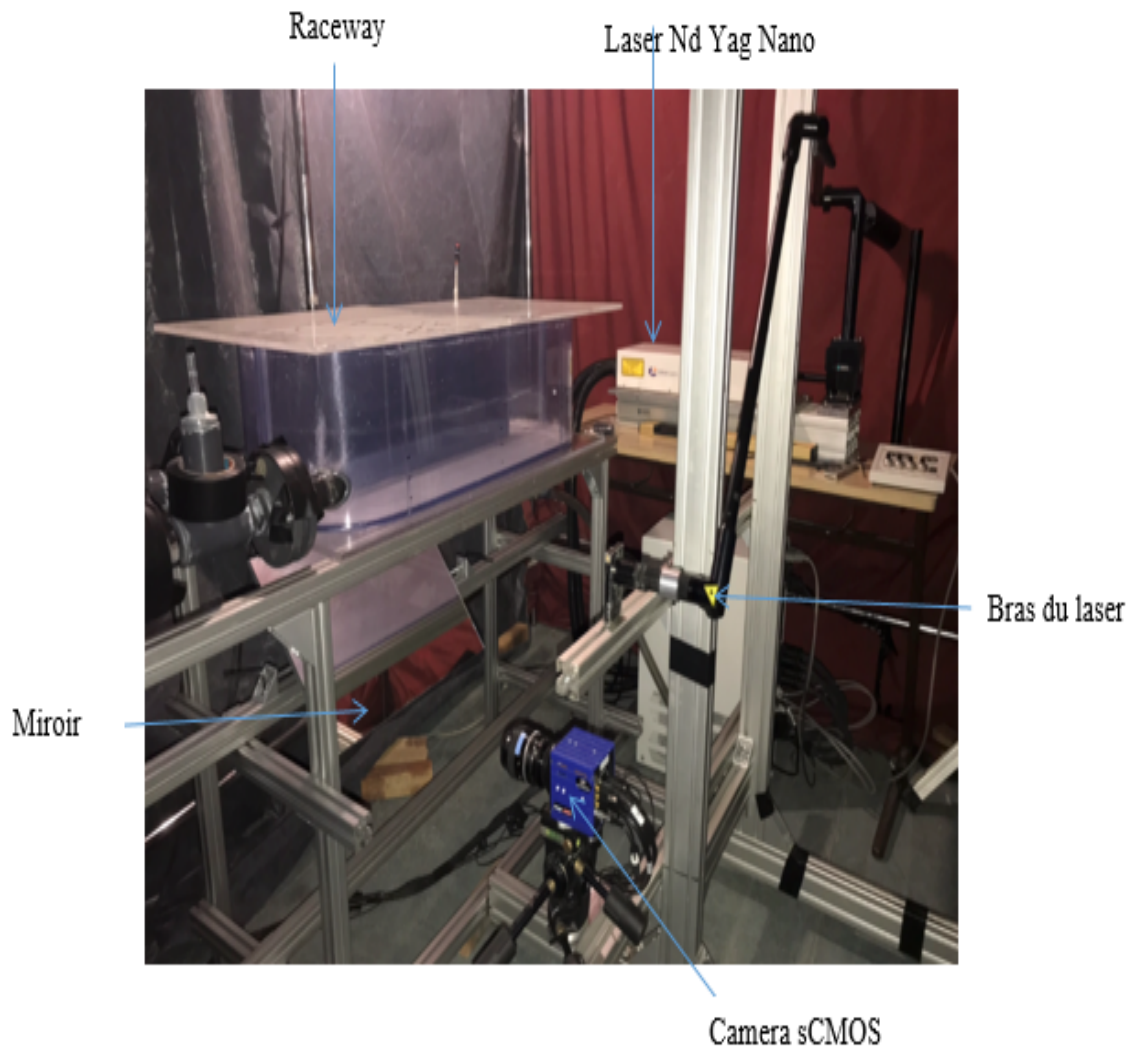 Raceway
Laser Nd Yag Nano
Bras du laser
Miroir
Camera sCMOS